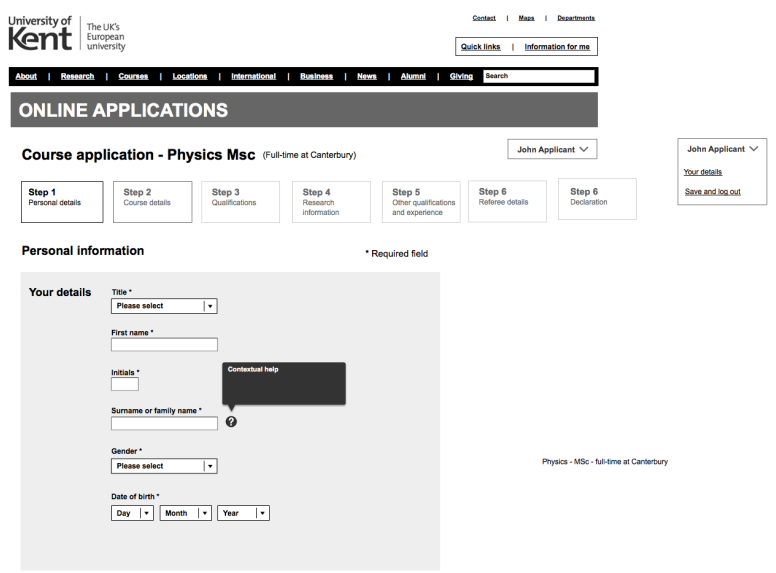 University of
Kent
The UK's
European
university
Contact | Maps | Departments
Quick links | Information for me
About | Research | Courses | Locations | International | Business | News | Alumni | Giving Search
ONLINE APPLICATIONS
Course application - Physics Msc (Full-time at Canterbury)
John Applicant
John Applicant
Your details
Save and log out
Step 1
Personal details
Step 2
Course details
Step 3
Qualifications
Step 4
Research
information
Step 5
Other qualifications
and experience
Step 6
Referee details
Step 6
Declaration
Personal information
* Required field
Your details
Title *
Please select
First name *
Initials *
Contextual help
Surname or family name *
?
Gender *
Please select
Physics - MSc - full-time at Canterbury
Date of birth *
Day Month Year